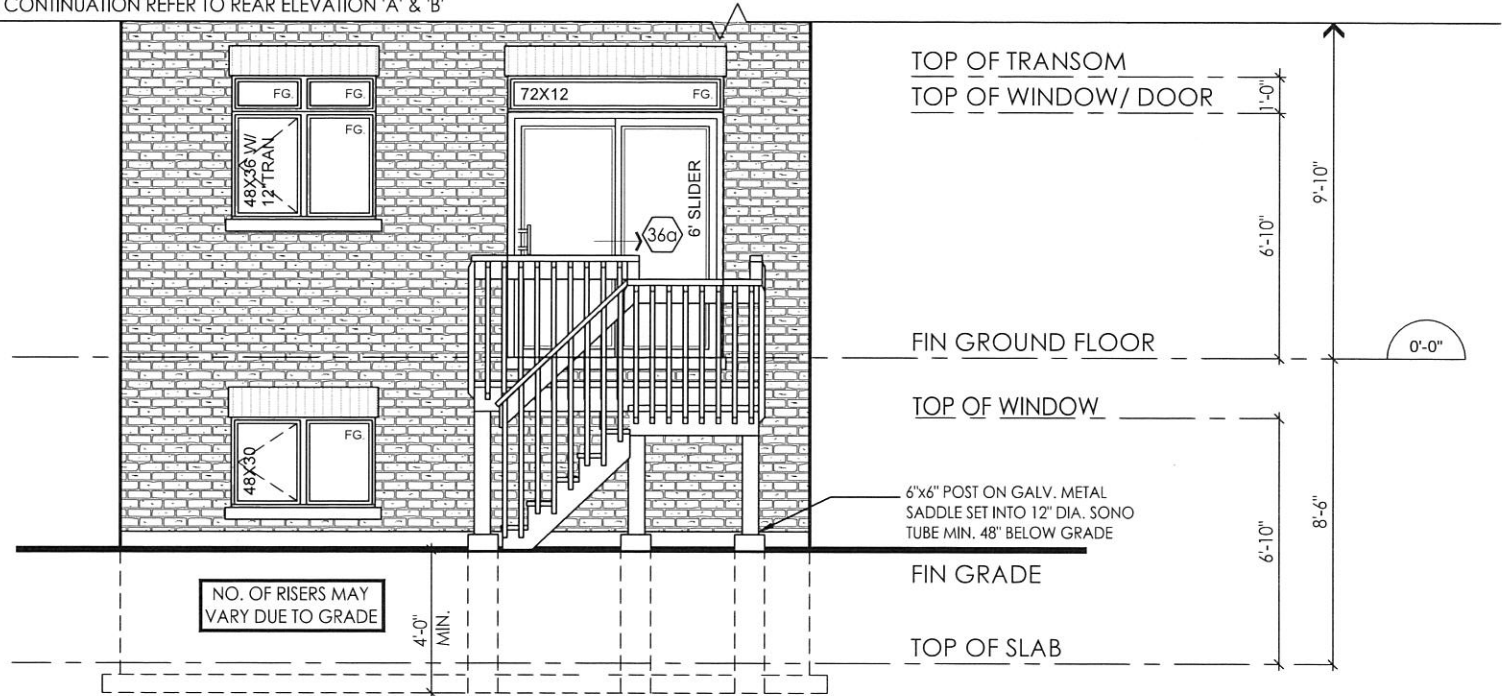 CONTINUATION REFER TO REAR ELEVATION 'A' & 'B'
FG.
FG.
72X12
FG.
TOP OF TRANSOM
TOP OF WINDOW/ DOOR
1'-0"
48X36 W/
12"TRAN
FG.
6' SLIDER
36a
6'-10"
9'-10"
FIN GROUND FLOOR
0'-0"
TOP OF WINDOW
48X30
FG.
6"x6" POST ON GALV. METAL
SADDLE SET INTO 12" DIA. SONO
TUBE MIN. 48" BELOW GRADE
6'-10"
8'-6"
FIN GRADE
NO. OF RISERS MAY
VARY DUE TO GRADE
4'-0"
MIN.
TOP OF SLAB